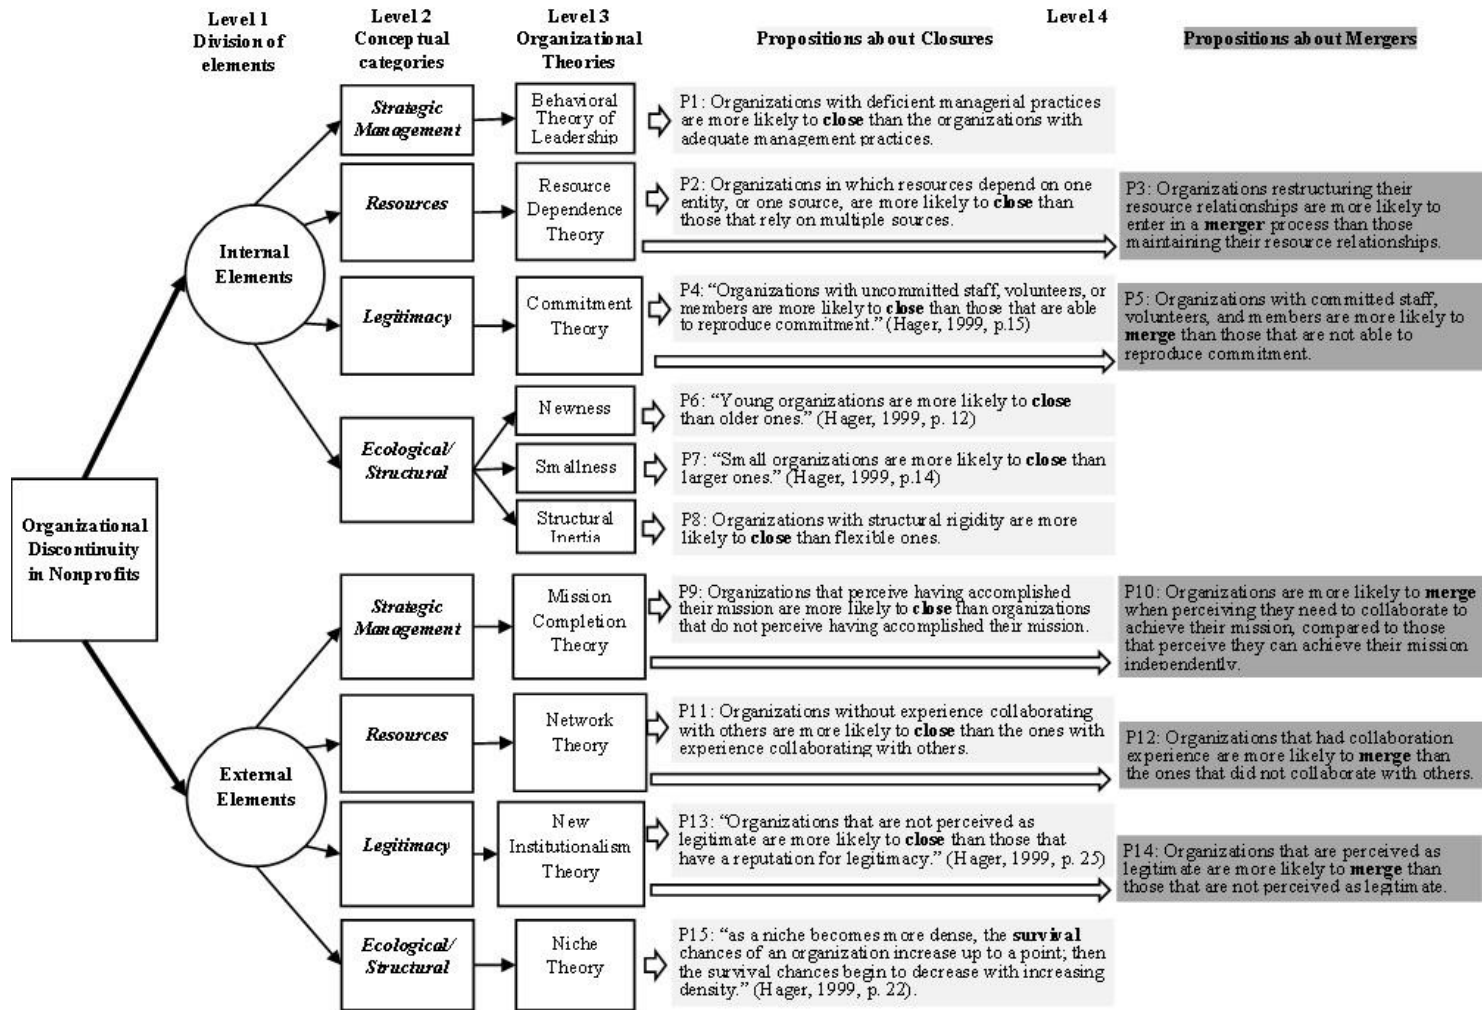 Level 1
Division of
elements
Level 2
Conceptual
categories
Level 3
Organizational
Theories
Level 4
Propositions about Closures
Propositions about Mergers
Organizational
Discontinuity
in Nonprofits
Internal
Elements
Strategic
Management
Behavioral
Theory of
Leadership
P1: Organizations with deficient managerial practices
are more likely to close than the organizations with
adequate management practices.
Resources
Resource
Dependence
Theory
P2: Organizations in which resources depend on one
entity, or one source, are more likely to close than
those that rely on multiple sources.
P3: Organizations restructuring their
resource relationships are more likely to
enter in a merger process than those
maintaining their resource relationships.
Legitimacy
Commitment
Theory
P4: “Organizations with uncommitted staff, volunteers, or
members are more likely to close than those that are able
to reproduce commitment.” (Hager, 1999, p.15)
P5: Organizations with committed staff,
volunteers, and members are more likely to
merge than those that are not able to
reproduce commitment.
Ecological/
Structural
Newness
P6: “Young organizations are more likely to close
than older ones.” (Hager, 1999, p. 12)
Smallness
P7: “Small organizations are more likely to close than
larger ones.” (Hager, 1999, p.14)
Structural
Inertia
P8: Organizations with structural rigidity are more
likely to close than flexible ones.
External
Elements
Strategic
Management
Mission
Completion
Theory
P9: Organizations that perceive having accomplished
their mission are more likely to close than organizations
that do not perceive having accomplished their mission.
P10: Organizations are more likely to merge
when perceiving they need to collaborate to
achieve their mission, compared to those
that perceive they can achieve their mission
independently.
Resources
Network
Theory
P11: Organizations without experience collaborating
with others are more likely to close than the ones with
experience collaborating with others.
P12: Organizations that had collaboration
experience are more likely to merge than
the ones that did not collaborate with others.
Legitimacy
New
Institutionalism
Theory
P13: “Organizations that are not perceived as
legitimate are more likely to close than those that
have a reputation for legitimacy.” (Hager, 1999, p. 25)
P14: Organizations that are perceived as
legitimate are more likely to merge than
those that are not perceived as legitimate.
Ecological/
Structural
Niche
Theory
P15: “as a niche becomes more dense, the survival
chances of an organization increase up to a point; then
the survival chances begin to decrease with increasing
density.” (Hager, 1999, p. 22).